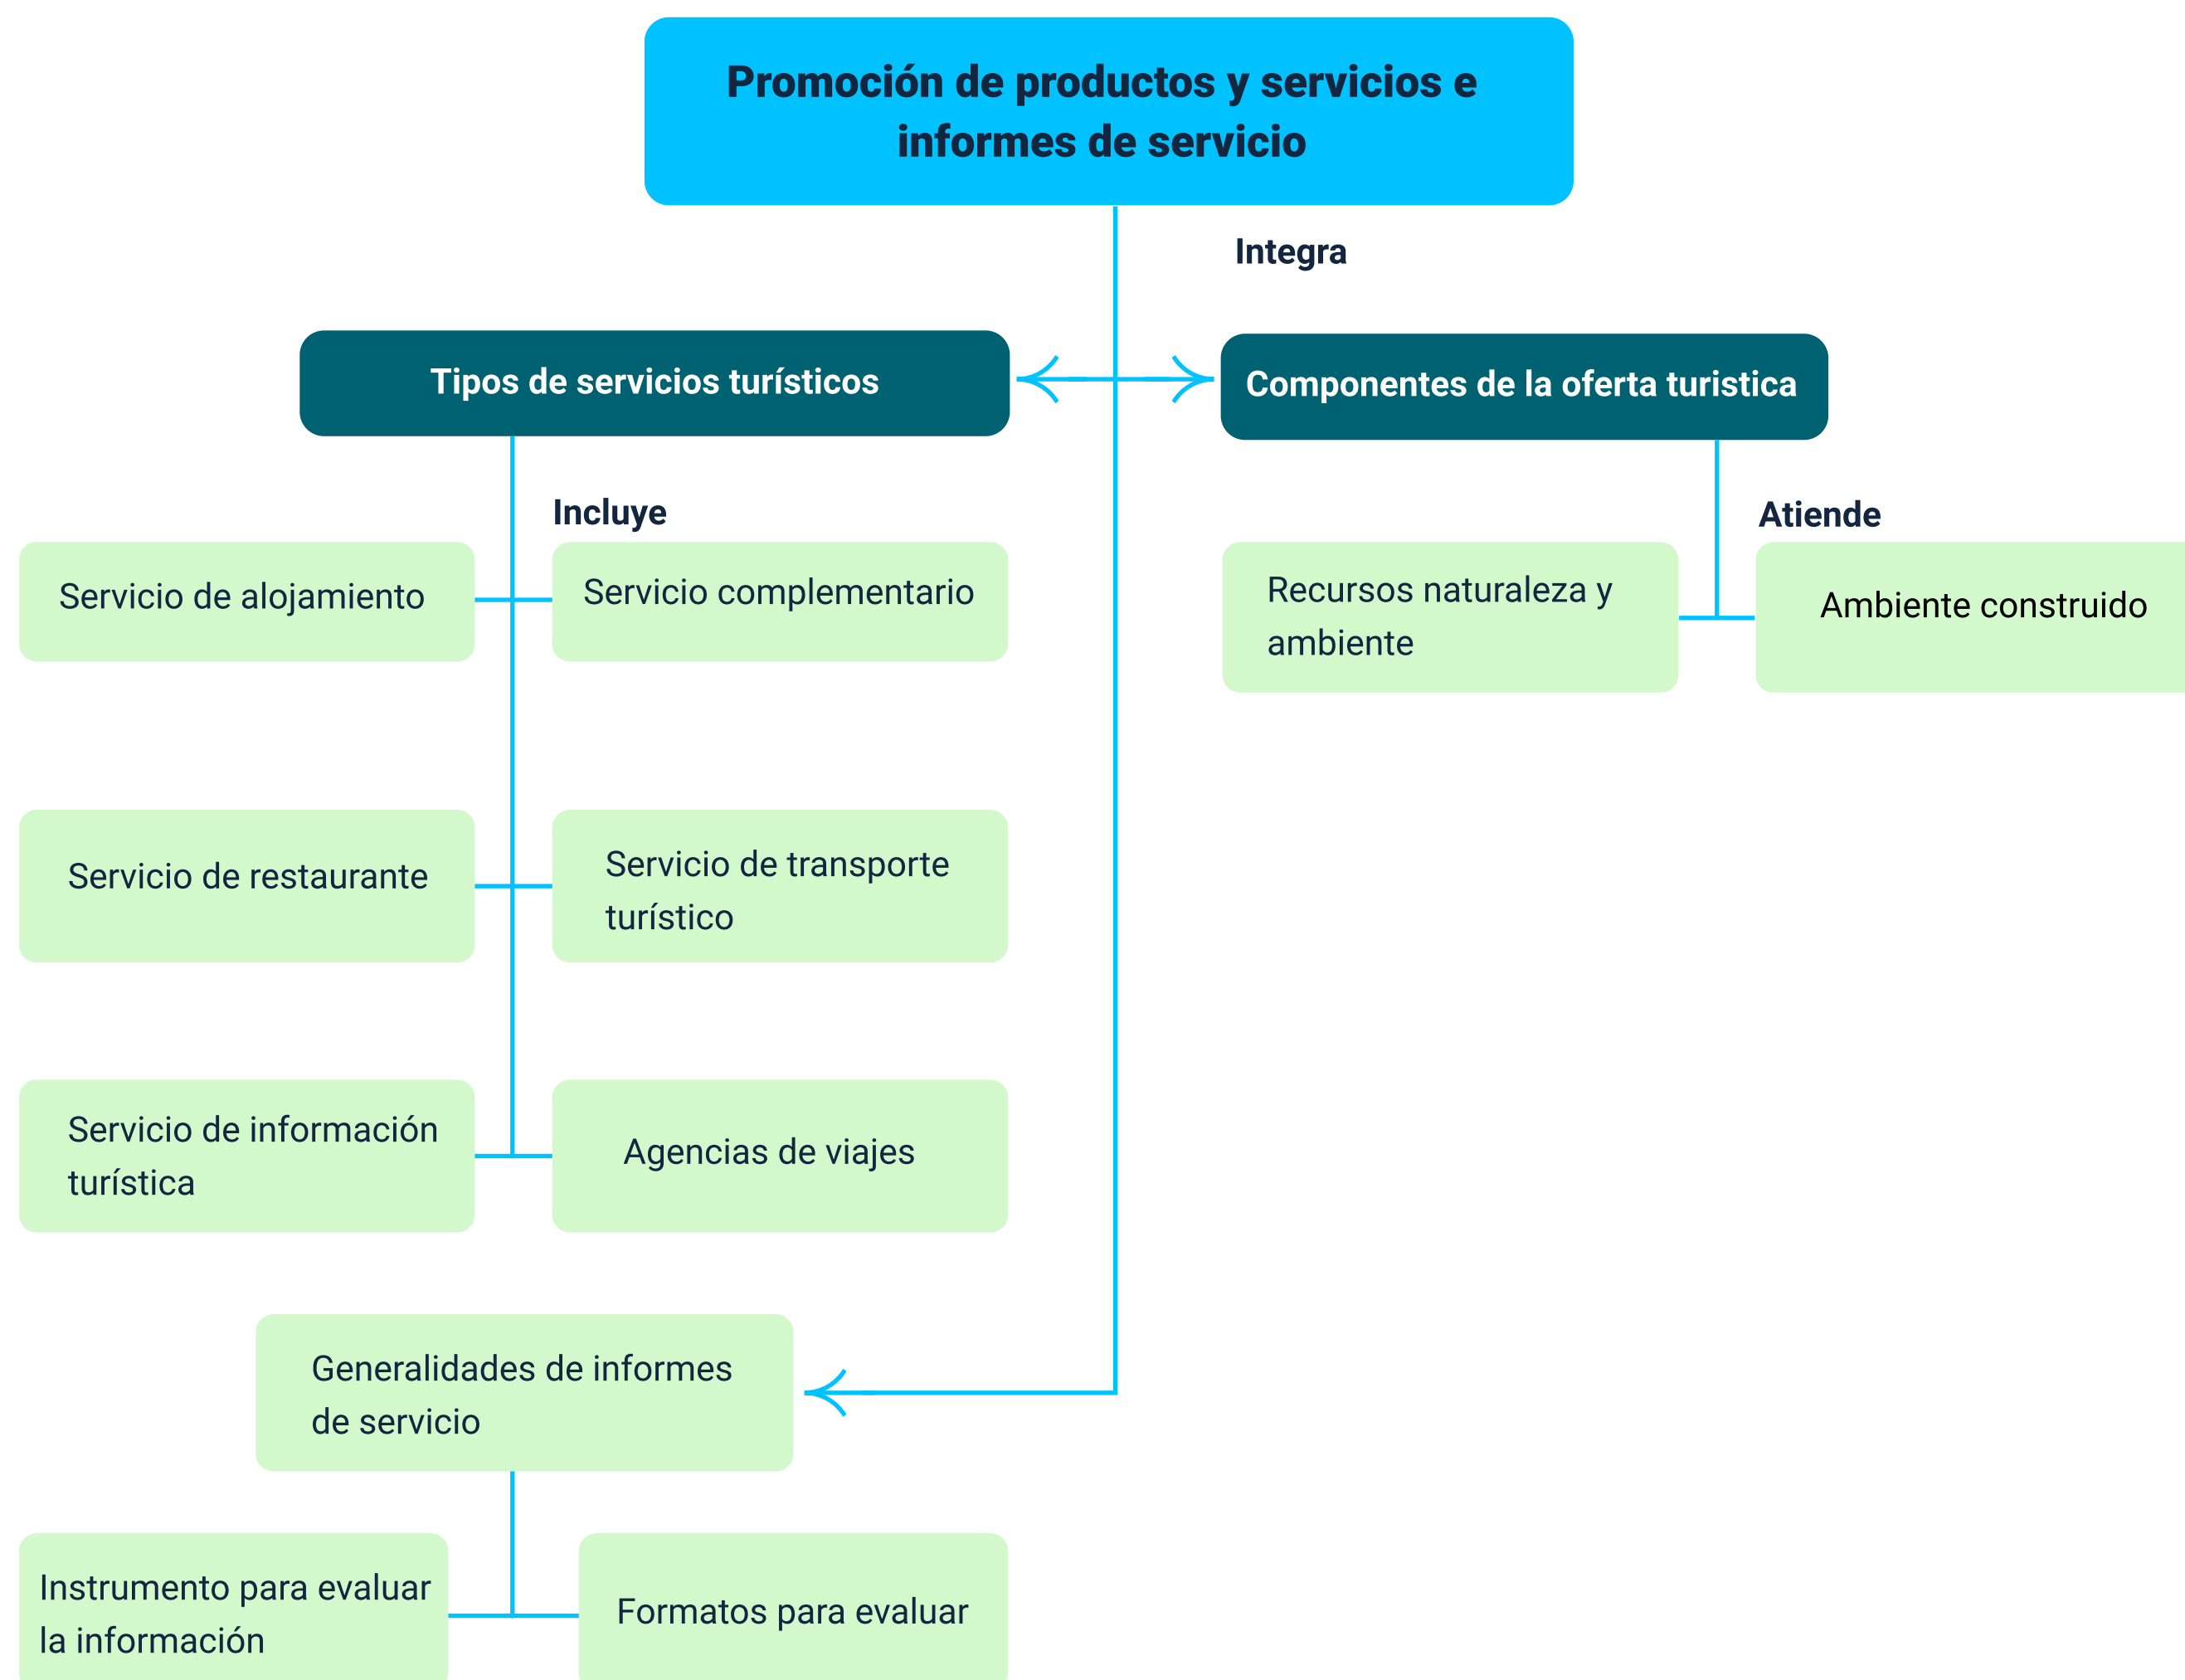 Promoción de productos y servicios e
informes de servicio
Integra
Tipos de servicios turísticos
Componentes de la oferta turistica
Incluye
Atiende
Servicio de alojamiento
Servicio complementario
Recursos naturaleza y
ambiente
Ambiente construido
Servicio de restaurante
Servicio de transporte
turístico
Servicio de información
turística
Agencias de viajes
Generalidades de informes
de servicio
Instrumento para evaluar
la información
Formatos para evaluar